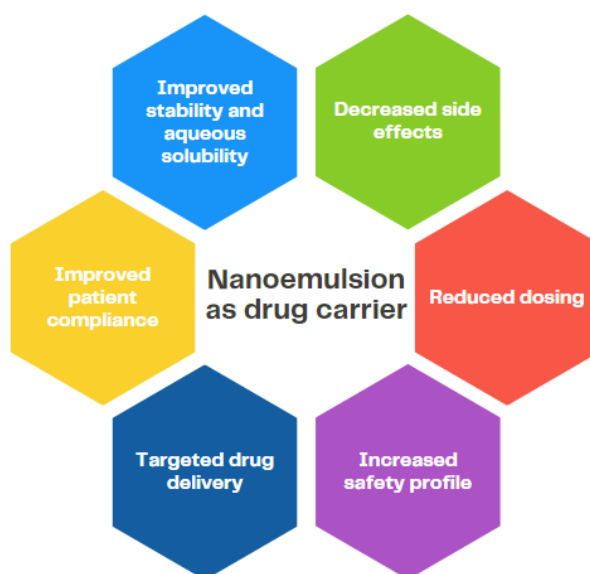 Improved
stability and
aqueous
solubility
Decreased side
effects
Improved
patient
compliance
Nanoemulsion
as drug carrier
Reduced dosing
Targeted drug
delivery
Increased
safety profile